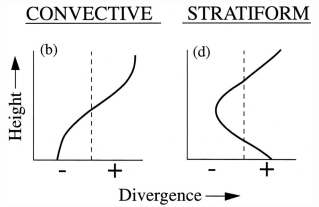 CONVECTIVE STRATIFORM
(b) (d)
Height
- + - +
Divergence